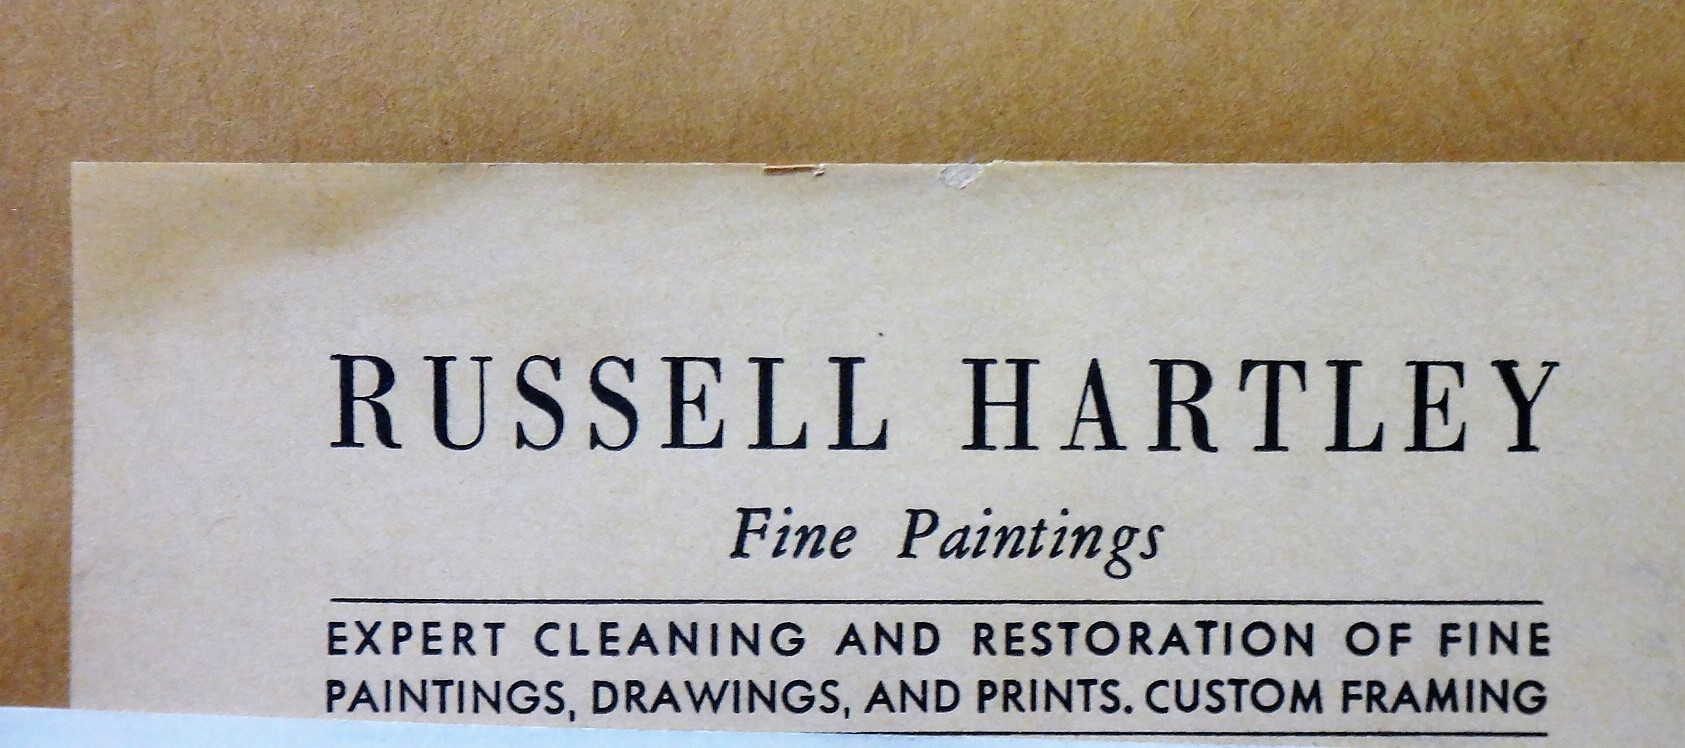 RUSSELL HARTLEY
Fine Paintings
EXPERT CLEANING AND RESTORATION OF FINE
PAINTINGS, DRAWINGS, AND PRINTS. CUSTOM FRAMING